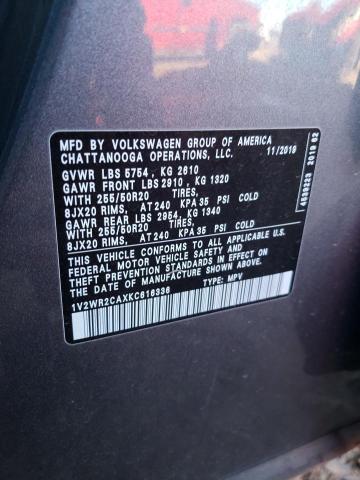 MFD BY VOLKSWAGEN GROUP OF AMERICA
CHATTANOOGA OPERATIONS, LLC. 11/2019
GVWR LBS 5754 , KG 2610
GAWR FRONT LBS 2910 , KG 1320
WITH 255/50R20 TIRES,
8JX20 RIMS, AT 240 KPA 35 PSI COLD
GAWR REAR LBS 2954, KG 1340
WITH 255/50R20 TIRES,
8JX20 RIMS, AT 240 KPA 35 PSI COLD
THIS VEHICLE CONFORMS TO ALL APPLICABLE U.S.
FEDERAL MOTOR VEHICLE SAFETY AND
THEFT PREVENTION STANDARDS IN EFFECT ON THE
DATE OF MANUFACTURE SHOWN ABOVE.
1V2WR2CAXKC616336 TYPE: MPV
2019 02